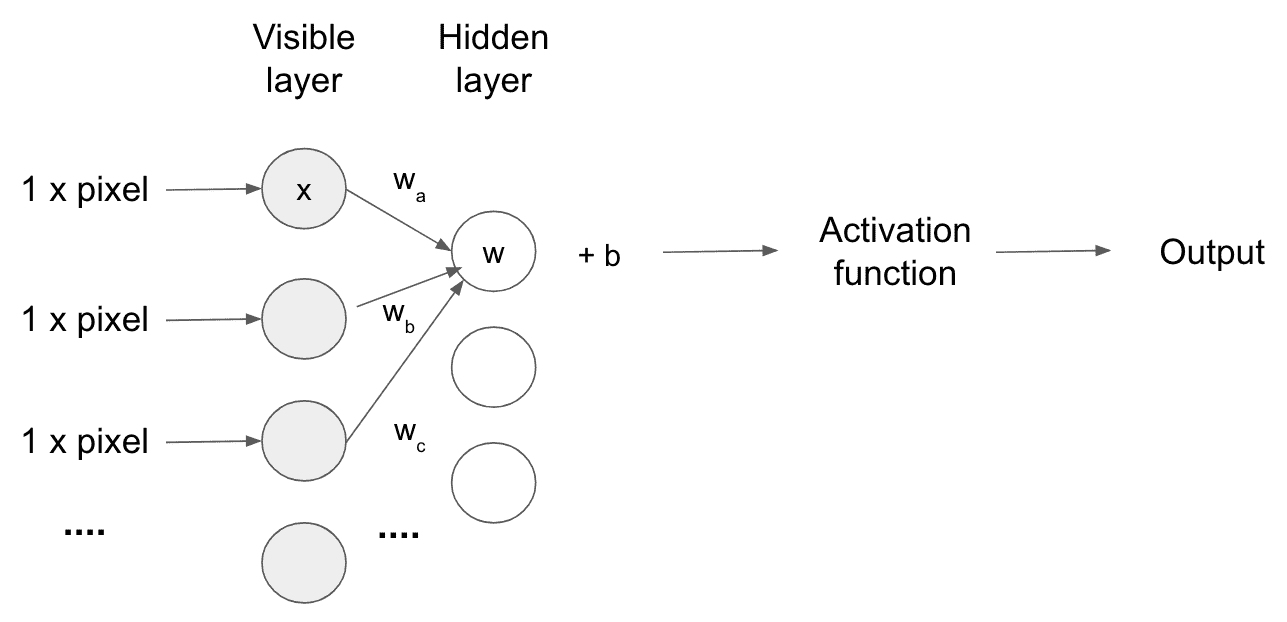 Visible
layer
Hidden
layer
1 x pixel
x
w_a
w
+ b
Activation
function
Output
1 x pixel
w_b
1 x pixel
w_c
....
....